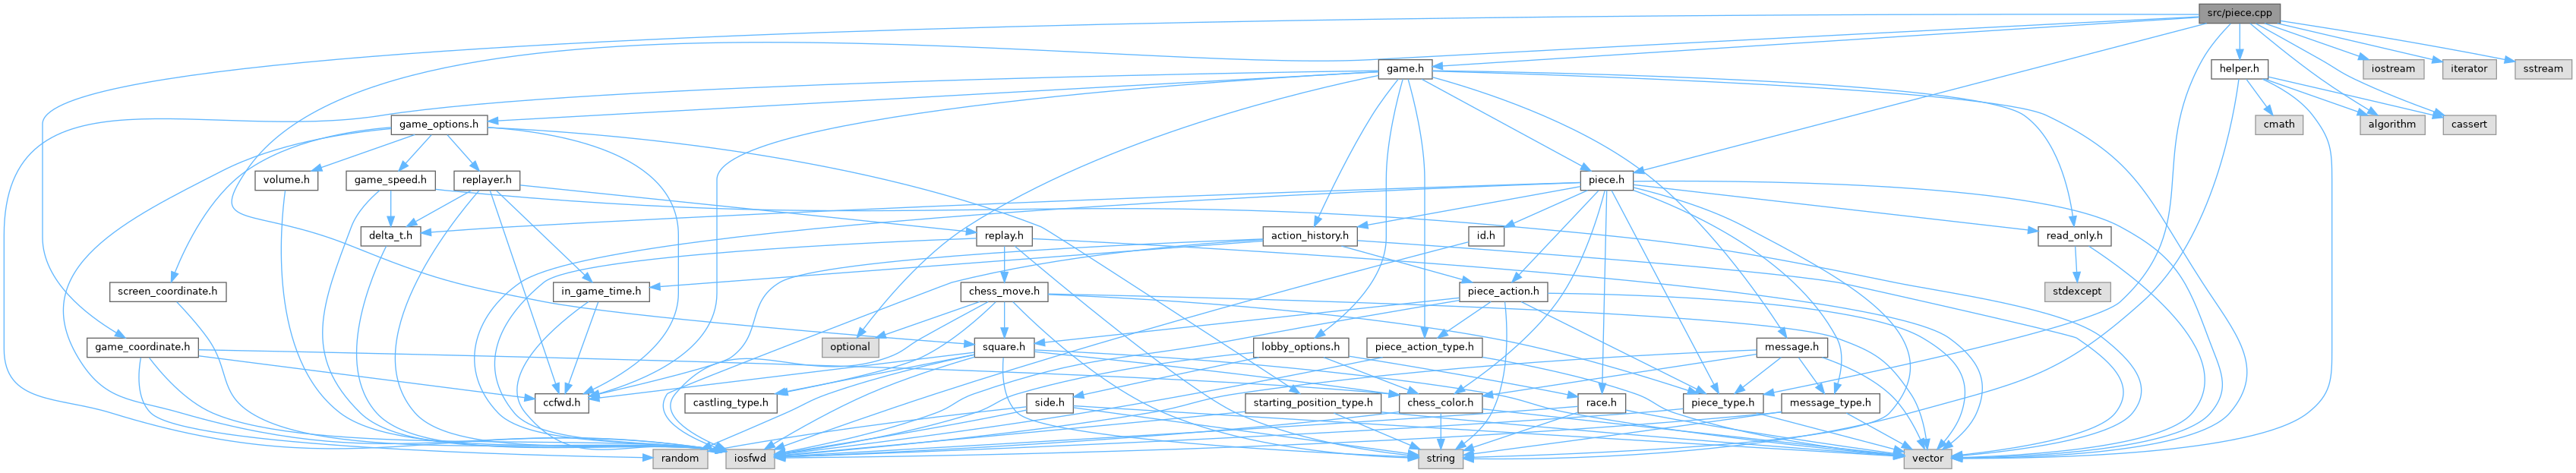 src/piece.cpp
game.h
helper.h
iostream
iterator
sstream
game_options.h
cmath
algorithm
cassert
volume.h
game_speed.h
replayer.h
piece.h
delta_t.h
replay.h
action_history.h
id.h
read_only.h
screen_coordinate.h
in_game_time.h
chess_move.h
piece_action.h
stdexcept
game_coordinate.h
optional
square.h
lobby_options.h
piece_action_type.h
message.h
ccfwd.h
castling_type.h
side.h
starting_position_type.h
chess_color.h
race.h
piece_type.h
message_type.h
random
iosfwd
string
vector